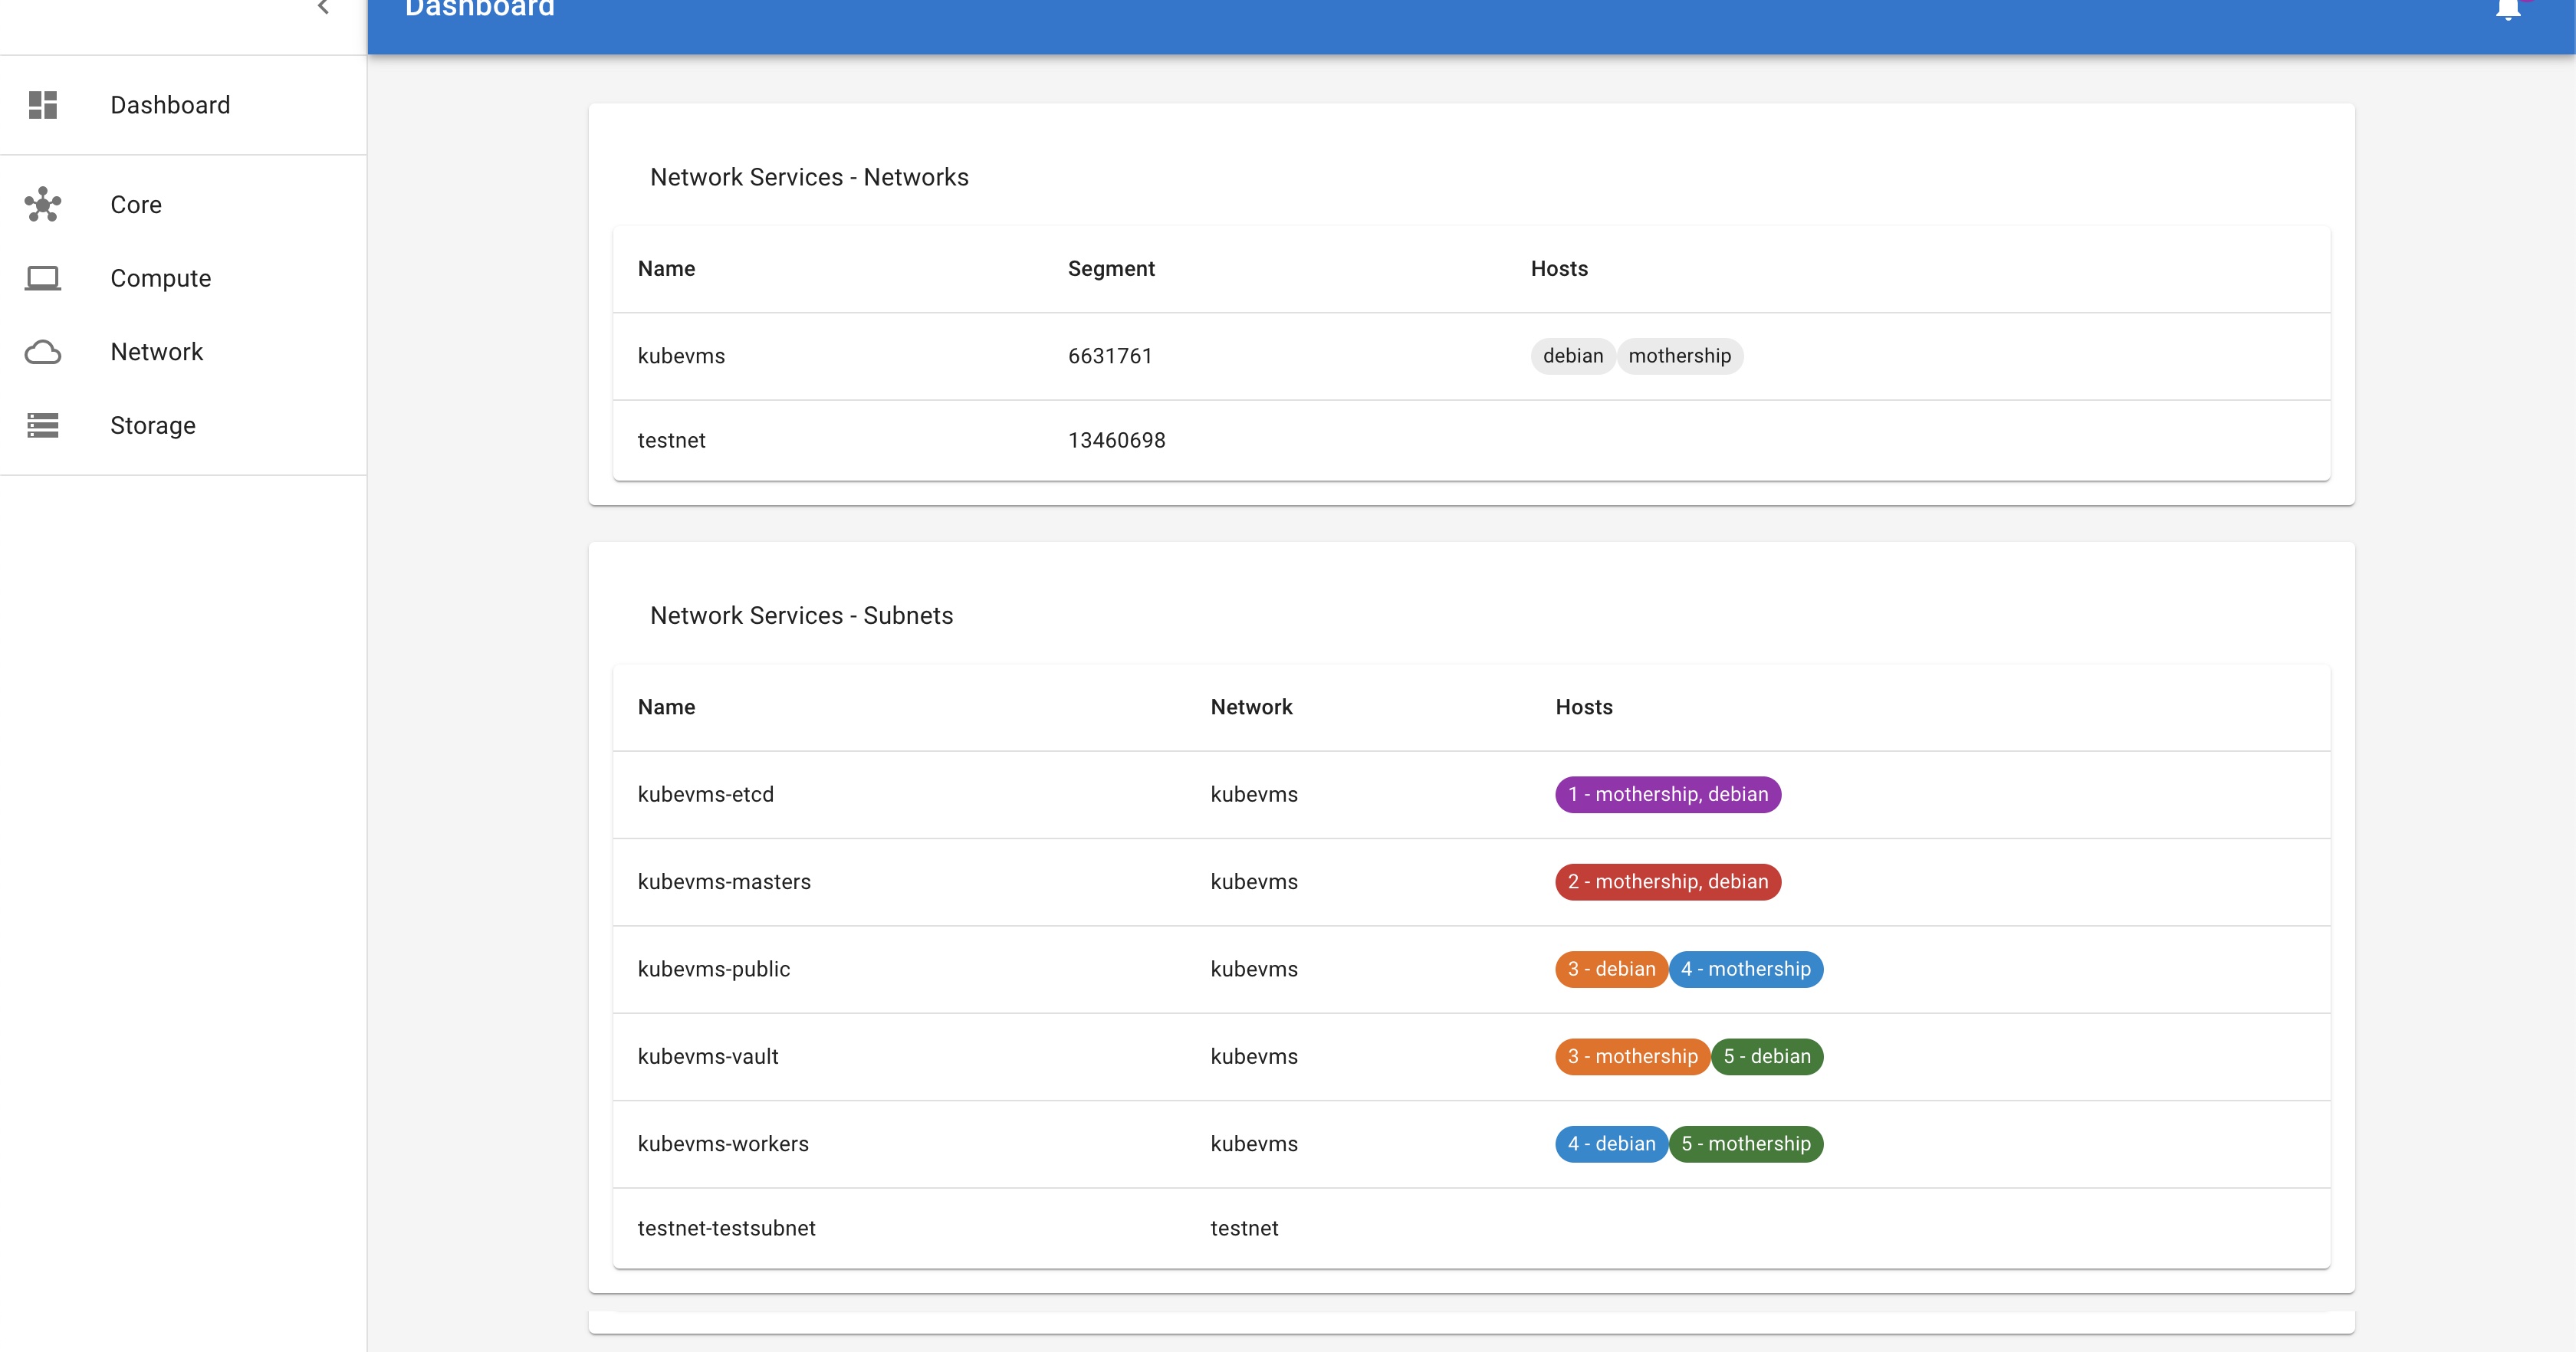 Dashboard
Dashboard
Core
Compute
Network
Storage
Network Services - Networks
Name Segment Hosts
kubevms 6631761 debian mothership
testnet 13460698
Network Services - Subnets
Name Network Hosts
kubevms-etcd kubevms 1 - mothership, debian
kubevms-masters kubevms 2 - mothership, debian
kubevms-public kubevms 3 - debian 4 - mothership
kubevms-vault kubevms 3 - mothership 5 - debian
kubevms-workers kubevms 4 - debian 5 - mothership
testnet-testsubnet testnet